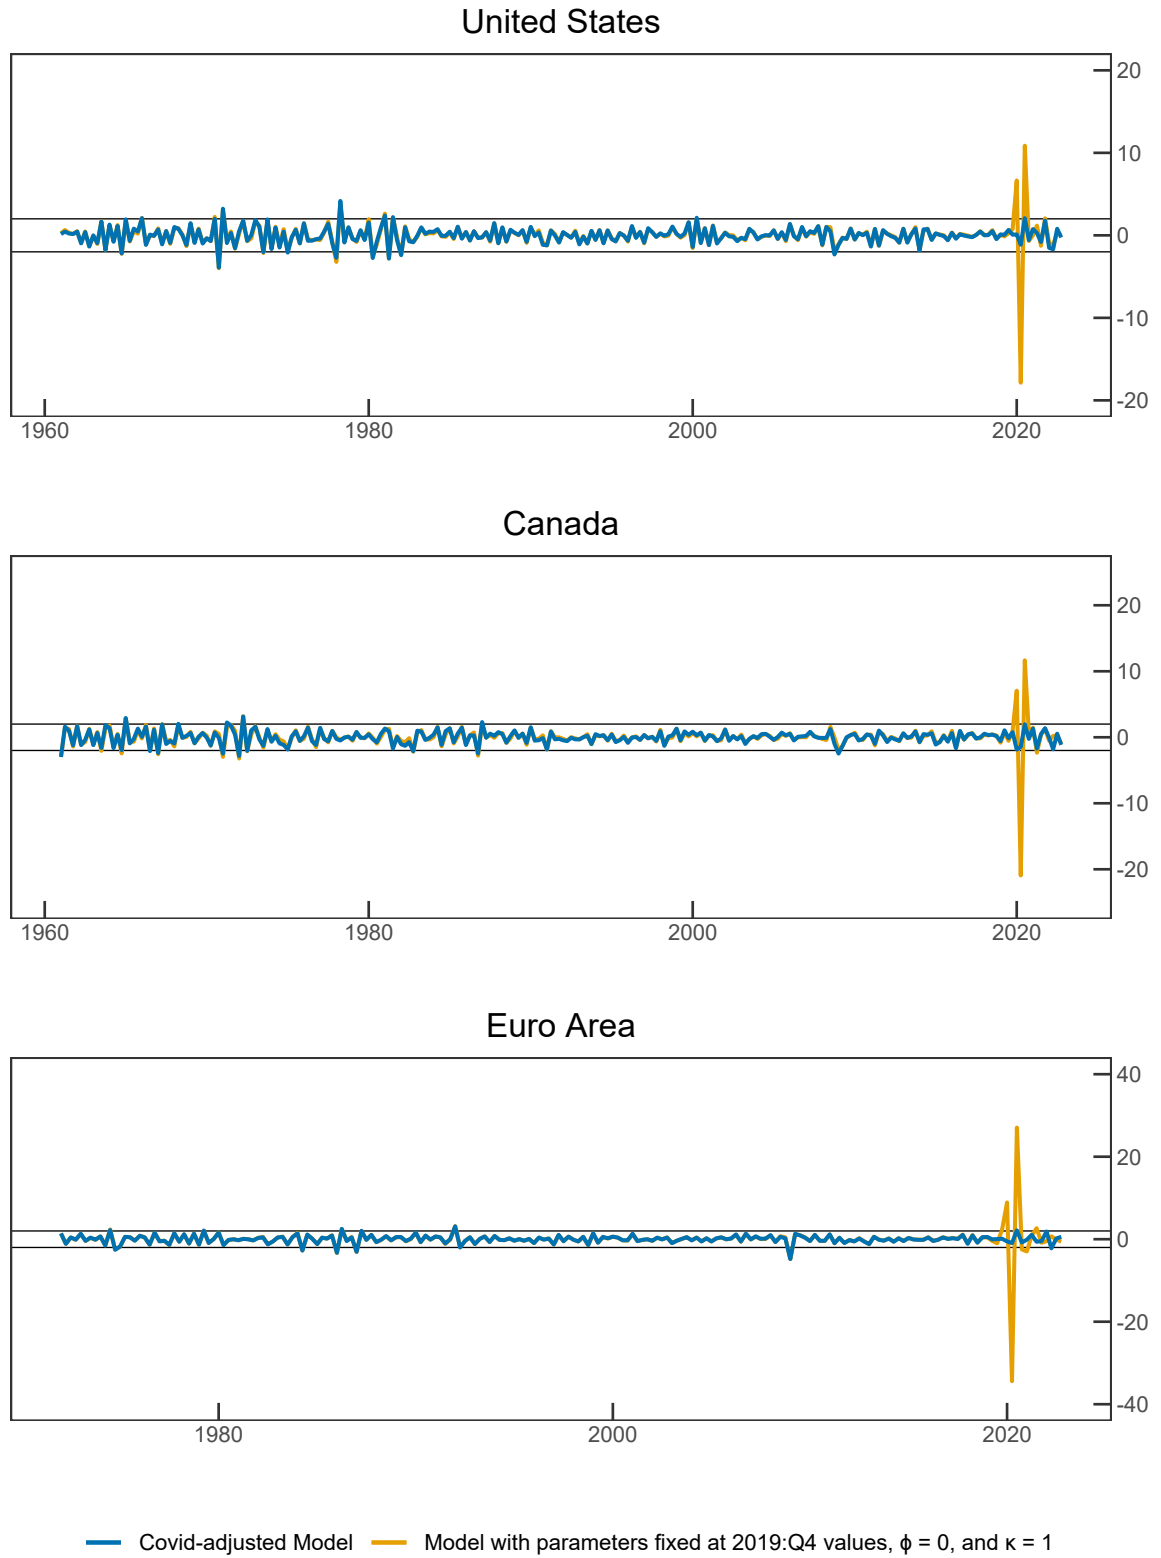 United States
20
10
0
-10
-20
1960 1980 2000 2020
Canada
20
10
0
-10
-20
1960 1980 2000 2020
Euro Area
40
20
0
-20
-40
1980 2000 2020
Covid-adjusted Model Model with parameters fixed at 2019:Q4 values, ϕ = 0, and κ = 1